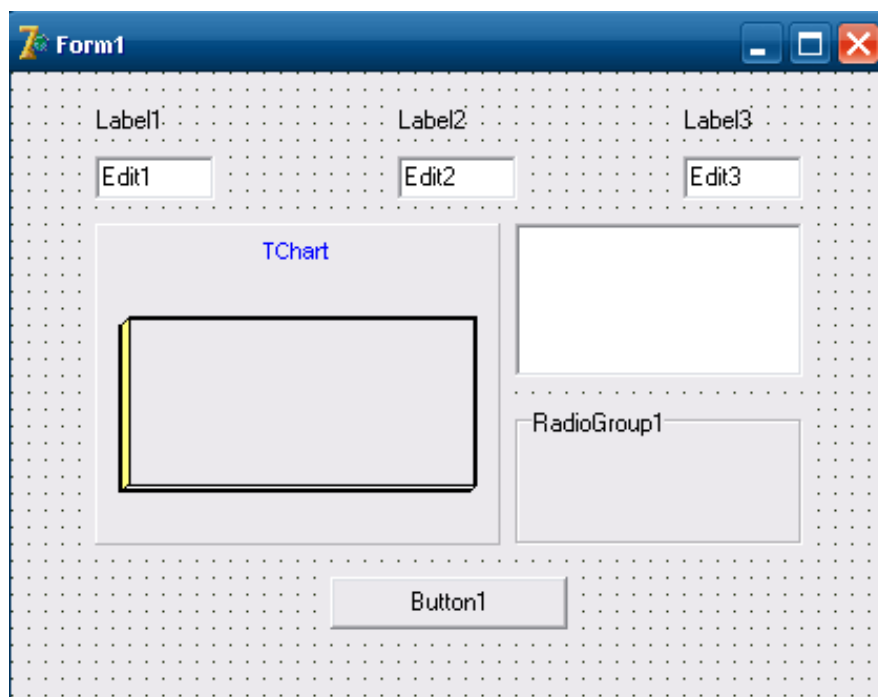 Form1
Label1 Label2 Label3
Edit1 Edit2 Edit3
TChart
RadioGroup1
Button1